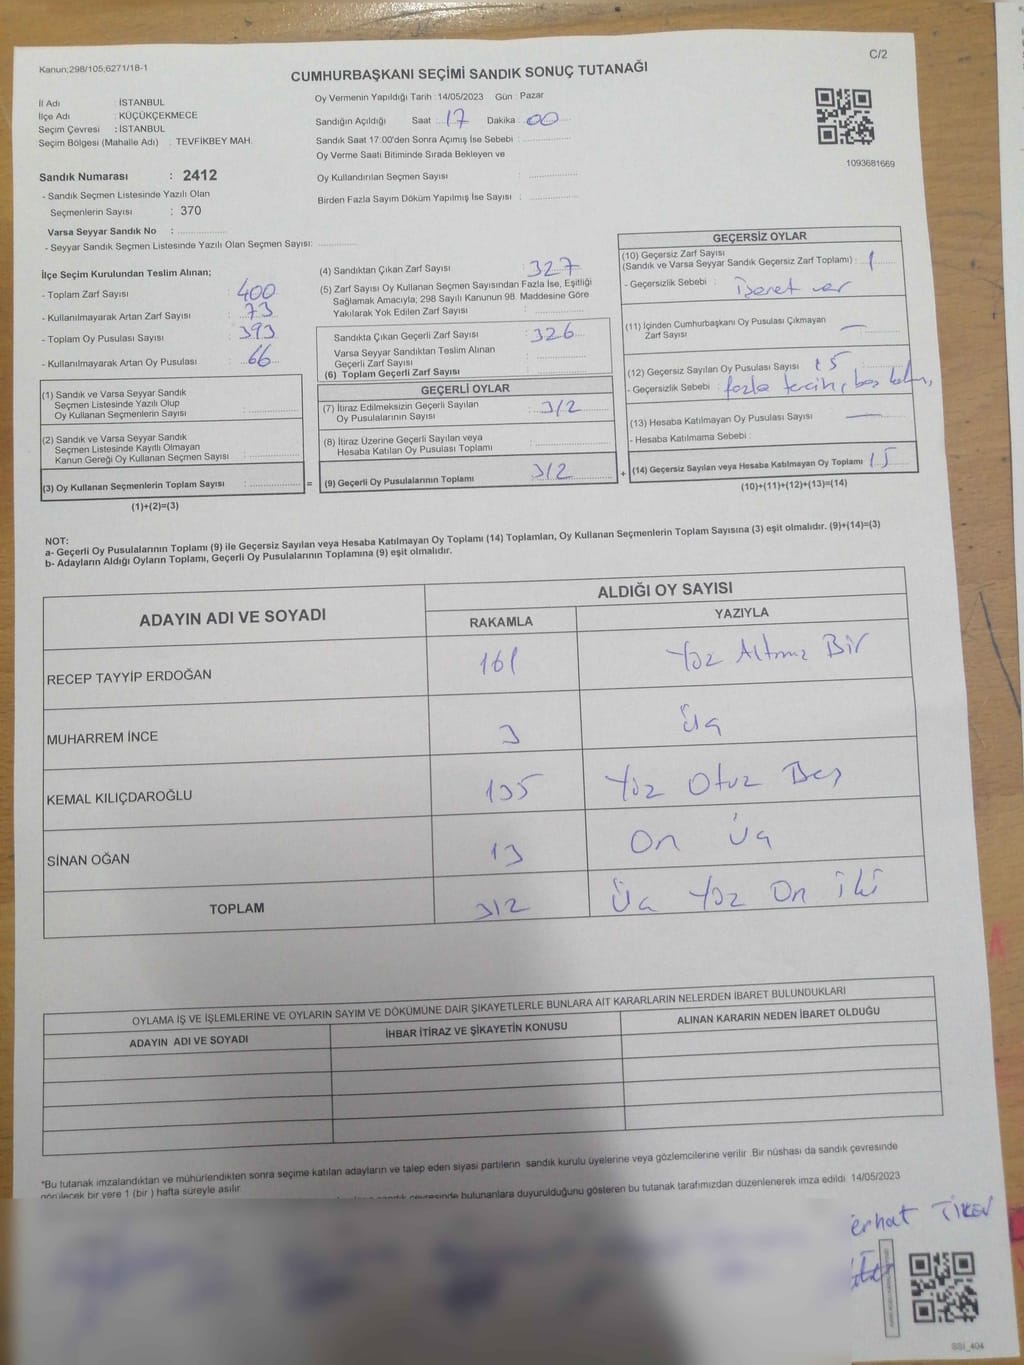 Kanun;298/105;6271/18-1
C/2
CUMHURBAŞKANI SEÇİMİ SANDIK SONUÇ TUTANAĞI
İl Adı : İSTANBUL
İlçe Adı : KÜÇÜKÇEKMECE
Seçim Çevresi : İSTANBUL
Seçim Bölgesi (Mahalle Adı) : TEVFİKBEY MAH.
Oy Vermenin Yapıldığı Tarih : 14/05/2023 Gün : Pazar
Sandığın Açıldığı Saat : 17 Dakika : 00
Sandık Saat 17:00'den Sonra Açımış İse Sebebi :
Oy Verme Saati Bitiminde Sırada Bekleyen ve
Oy Kullandırılan Seçmen Sayısı :
Birden Fazla Sayım Döküm Yapılmış İse Sayısı :
1093681669
Sandık Numarası : 2412
- Sandık Seçmen Listesinde Yazılı Olan
Seçmenlerin Sayısı : 370
Varsa Seyyar Sandık No :
- Seyyar Sandık Seçmen Listesinde Yazılı Olan Seçmen Sayısı:
İlçe Seçim Kurulundan Teslim Alınan;
- Toplam Zarf Sayısı : 400
- Kullanılmayarak Artan Zarf Sayısı : 73
- Toplam Oy Pusulası Sayısı : 393
- Kullanılmayarak Artan Oy Pusulası : 66
(1) Sandık ve Varsa Seyyar Sandık
Seçmen Listesinde Yazılı Olup
Oy Kullanan Seçmenlerin Sayısı :
(2) Sandık ve Varsa Seyyar Sandık
Seçmen Listesinde Kayıtlı Olmayan
Kanun Gereği Oy Kullanan Seçmen Sayısı :
(3) Oy Kullanan Seçmenlerin Toplam Sayısı : =
(1)+(2)=(3)
(4) Sandıktan Çıkan Zarf Sayısı : 327
(5) Zarf Sayısı Oy Kullanan Seçmen Sayısından Fazla İse, Eşitliği
Sağlamak Amacıyla; 298 Sayılı Kanunun 98. Maddesine Göre
Yakılarak Yok Edilen Zarf Sayısı :
Sandıkta Çıkan Geçerli Zarf Sayısı : 326
Varsa Seyyar Sandıktan Teslim Alınan
Geçerli Zarf Sayısı :
(6) Toplam Geçerli Zarf Sayısı :
GEÇERLİ OYLAR
(7) İtiraz Edilmeksizin Geçerli Sayılan
Oy Pusulalarının Sayısı : 312
(8) İtiraz Üzerine Geçerli Sayılan veya
Hesaba Katılan Oy Pusulası Toplamı :
(9) Geçerli Oy Pusulalarının Toplamı : 312 +
GEÇERSİZ OYLAR
(10) Geçersiz Zarf Sayısı
(Sandık ve Varsa Seyyar Sandık Geçersiz Zarf Toplamı) : 1
- Geçersizlik Sebebi : işaret var
(11) İçinden Cumhurbaşkanı Oy Pusulası Çıkmayan
Zarf Sayısı : —
(12) Geçersiz Sayılan Oy Pusulası Sayısı : 15
- Geçersizlik Sebebi : fazla tercih, boş
(13) Hesaba Katılmayan Oy Pusulası Sayısı : —
- Hesaba Katılmama Sebebi :
(14) Geçersiz Sayılan veya Hesaba Katılmayan Oy Toplamı : 15
(10)+(11)+(12)+(13)=(14)
NOT:
a- Geçerli Oy Pusulalarının Toplamı (9) ile Geçersiz Sayılan veya Hesaba Katılmayan Oy Toplamı (14) Toplamları, Oy Kullanan Seçmenlerin Toplam Sayısına (3) eşit olmalıdır. (9)+(14)=(3)
b- Adayların Aldığı Oyların Toplamı, Geçerli Oy Pusulalarının Toplamına (9) eşit olmalıdır.
ADAYIN ADI VE SOYADI
ALDIĞI OY SAYISI
RAKAMLA YAZIYLA
RECEP TAYYİP ERDOĞAN 161 Yüz Altmış Bir
MUHARREM İNCE 3 Üç
KEMAL KILIÇDAROĞLU 135 Yüz Otuz Beş
SİNAN OĞAN 13 On Üç
TOPLAM 312 Üç Yüz On iki
OYLAMA İŞ VE İŞLEMLERİNE VE OYLARIN SAYIM VE DÖKÜMÜNE DAİR ŞİKAYETLERLE BUNLARA AİT KARARLARIN NELERDEN İBARET BULUNDUKLARI
ADAYIN ADI VE SOYADI
İHBAR İTİRAZ VE ŞİKAYETİN KONUSU
ALINAN KARARIN NEDEN İBARET OLDUĞU
*Bu tutanak imzalandıktan ve mühürlendikten sonra seçime katılan adayların ve talep eden siyasi partilerin sandık kurulu üyelerine veya gözlemcilerine verilir. Bir nüshası da sandık çevresinde
görülecek bir yere 1 (bir ) hafta süreyle asılır.
sandık çevresinde bulunanlara duyurulduğunu gösteren bu tutanak tarafımızdan düzenlenerek imza edildi. 14/05/2023
erhat TİKEN
SSI_404